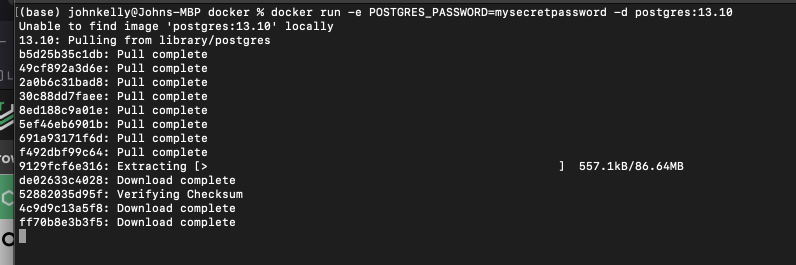 [(base) johnkelly@Johns-MBP docker % docker run -e POSTGRES_PASSWORD=mysecretpassword -d postgres:13.10
Unable to find image 'postgres:13.10' locally
13.10: Pulling from library/postgres
b5d25b35c1db: Pull complete
49cf892a3d6e: Pull complete
2a0b6c31bad8: Pull complete
30c88dd7faee: Pull complete
8ed188c9a01e: Pull complete
5ef46eb6901b: Pull complete
691a93171f6d: Pull complete
f492dbf99c64: Pull complete
9129fcf6e316: Extracting [> ] 557.1kB/86.64MB
de02633c4028: Download complete
52882035d95f: Verifying Checksum
4c9d9c13a5f8: Download complete
ff70b8e3b3f5: Download complete